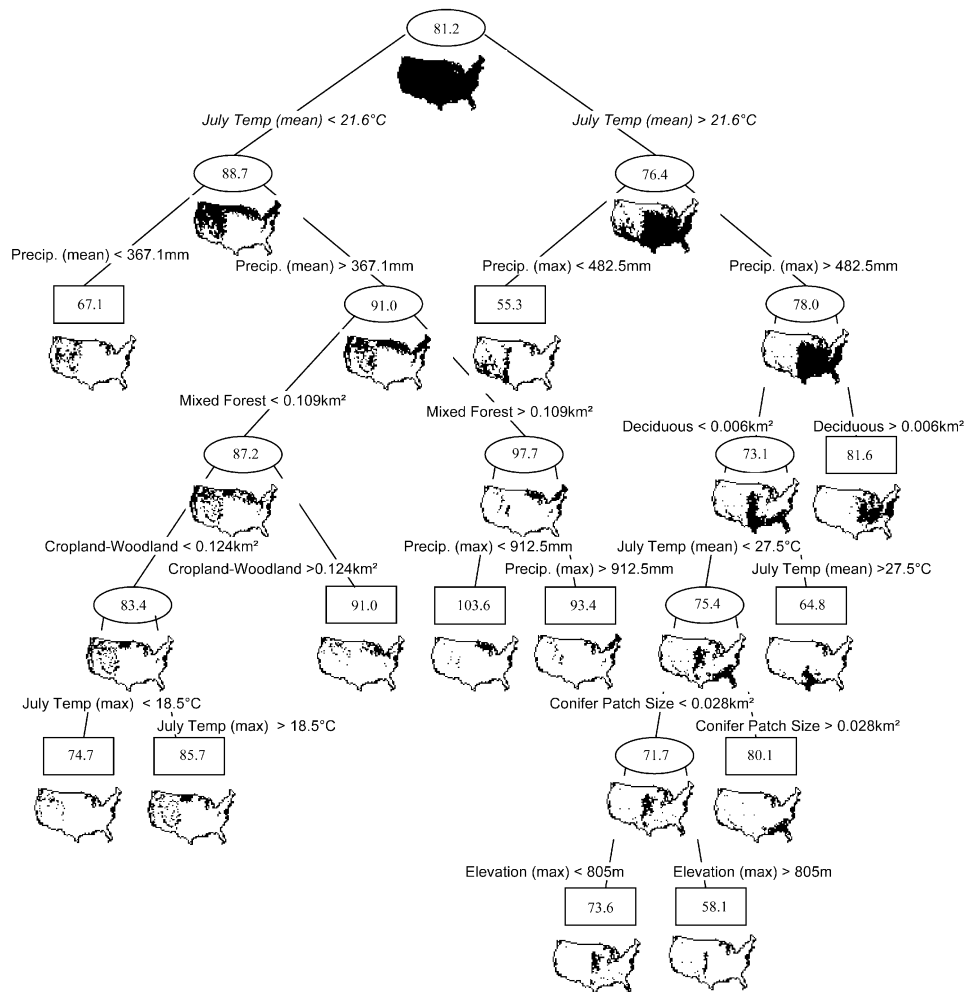 81.2
July Temp (mean) < 21.6°C
July Temp (mean) > 21.6°C
88.7
76.4
Precip. (mean) < 367.1mm
Precip. (mean) > 367.1mm
Precip. (max) < 482.5mm
Precip. (max) > 482.5mm
67.1
91.0
55.3
78.0
Mixed Forest < 0.109km²
Mixed Forest > 0.109km²
Deciduous < 0.006km²
Deciduous > 0.006km²
87.2
97.7
73.1
81.6
Cropland-Woodland < 0.124km²
Cropland-Woodland >0.124km²
Precip. (max) < 912.5mm
Precip. (max) > 912.5mm
July Temp (mean) < 27.5°C
July Temp (mean) >27.5°C
83.4
91.0
103.6
93.4
75.4
64.8
July Temp (max) < 18.5°C
July Temp (max) > 18.5°C
Conifer Patch Size < 0.028km²
Conifer Patch Size > 0.028km²
74.7
85.7
71.7
80.1
Elevation (max) < 805m
Elevation (max) > 805m
73.6
58.1